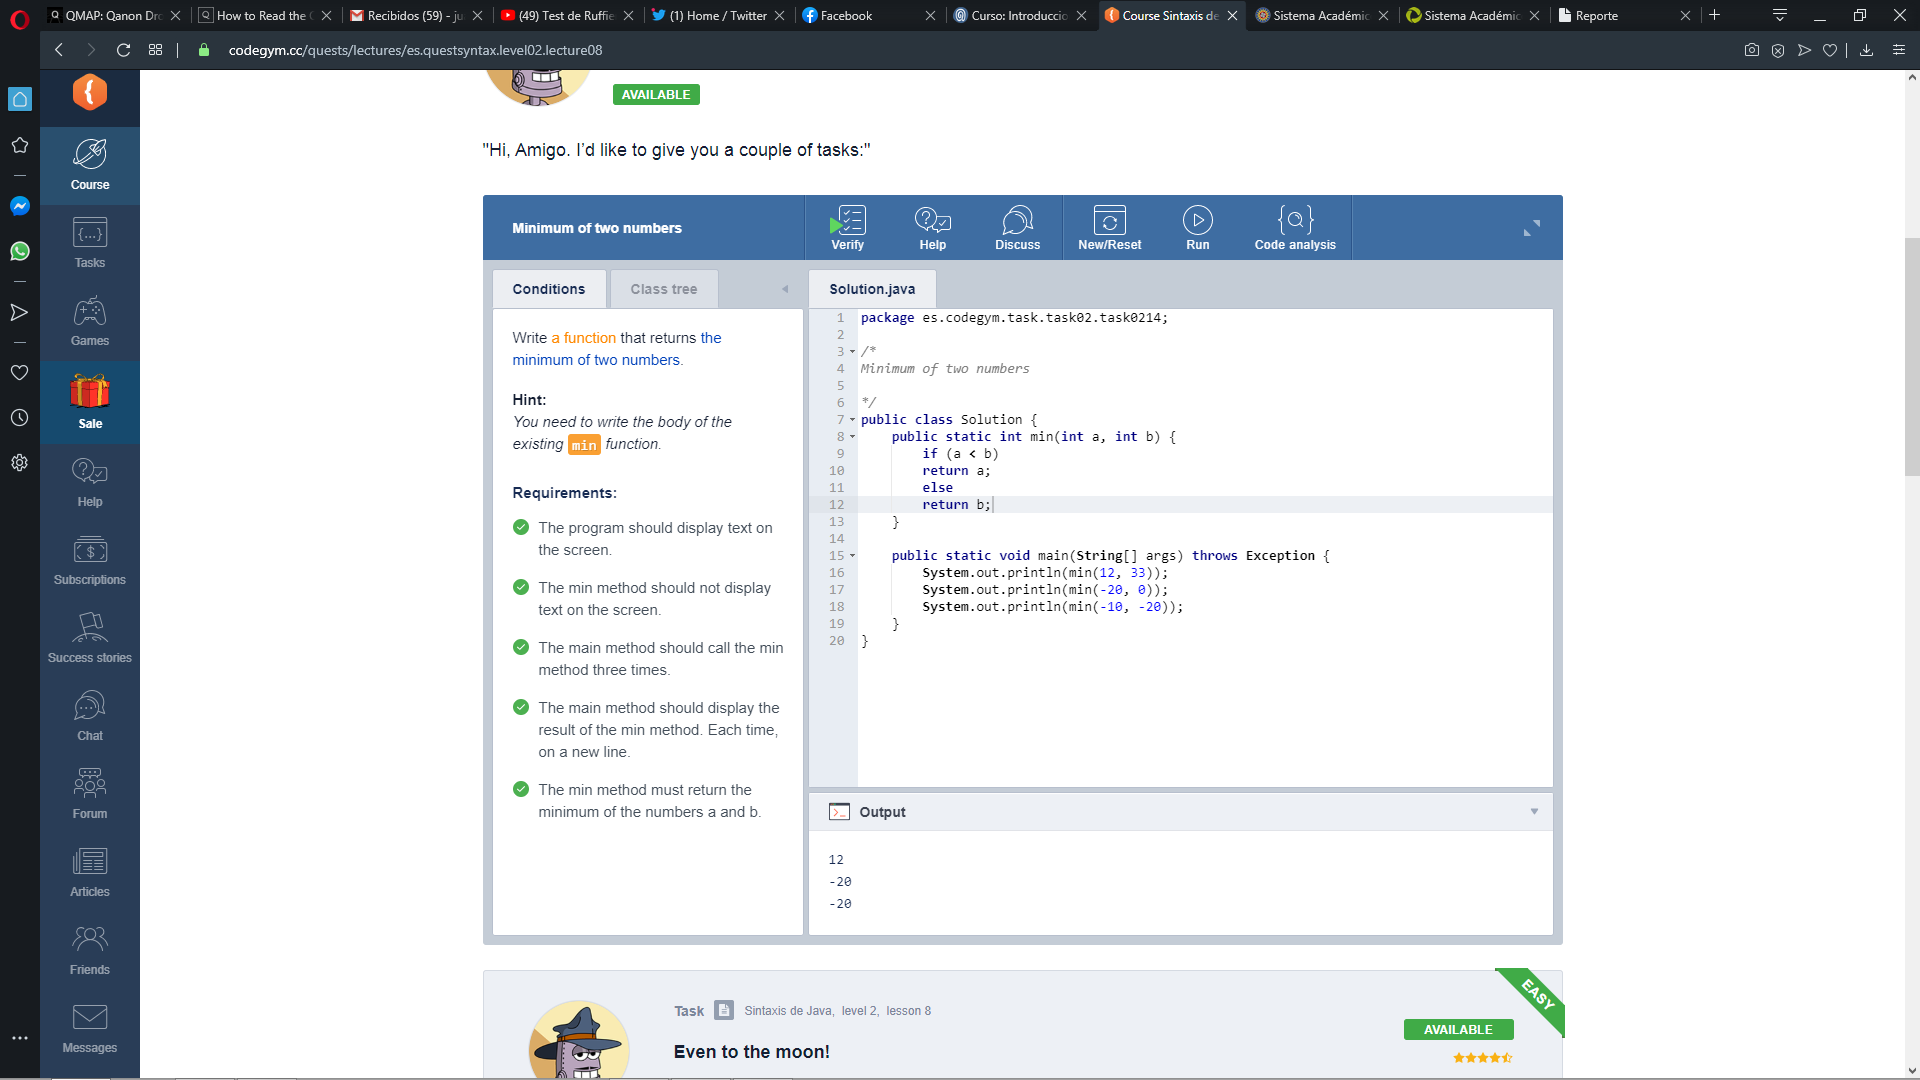 QMAP: Qanon Dro
How to Read the
Recibidos (59) - ju
(49) Test de Ruffie
(1) Home / Twitter
Facebook
Curso: Introduccio
Course Sintaxis de
Sistema Académic
Sistema Académic
Reporte
codegym.cc/quests/lectures/es.questsyntax.level02.lecture08
Course
Tasks
Games
Sale
Help
Subscriptions
Success stories
Chat
Forum
Articles
Friends
Messages
AVAILABLE
"Hi, Amigo. I’d like to give you a couple of tasks:"
Minimum of two numbers
Verify
Help
Discuss
New/Reset
Run
Code analysis
Conditions
Class tree
Write a function that returns the
minimum of two numbers.
Hint:
You need to write the body of the
existing min function.
Requirements:
The program should display text on
the screen.
The min method should not display
text on the screen.
The main method should call the min
method three times.
The main method should display the
result of the min method. Each time,
on a new line.
The min method must return the
minimum of the numbers a and b.
Solution.java
1 package es.codegym.task.task02.task0214;
2
3 /*
4 Minimum of two numbers
5
6 */
7 public class Solution {
8     public static int min(int a, int b) {
9         if (a < b)
10         return a;
11         else
12         return b;
13     }
14
15     public static void main(String[] args) throws Exception {
16         System.out.println(min(12, 33));
17         System.out.println(min(-20, 0));
18         System.out.println(min(-10, -20));
19     }
20 }
Output
12
-20
-20
Task Sintaxis de Java, level 2, lesson 8
Even to the moon!
EASY
AVAILABLE